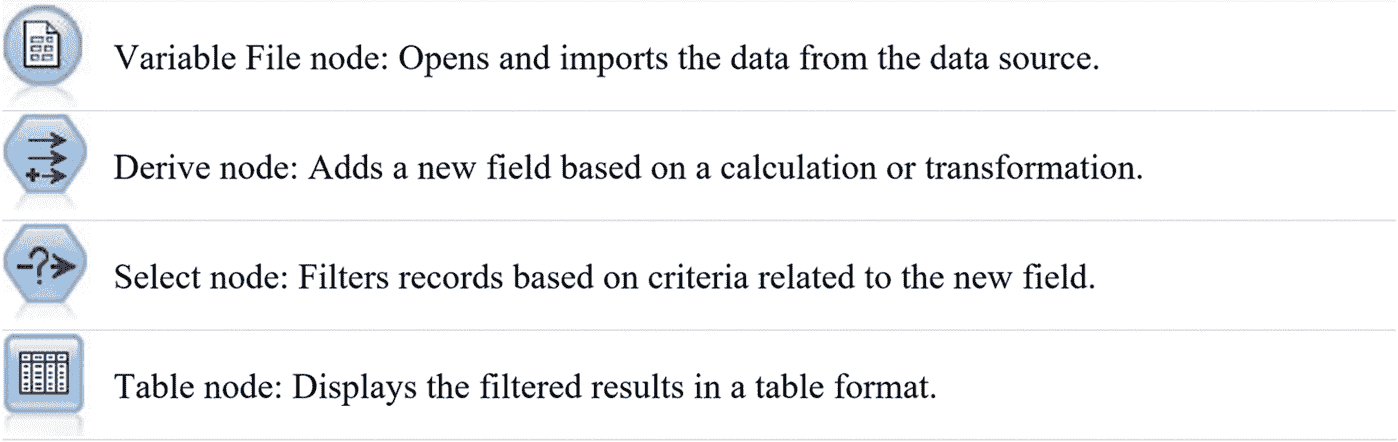 Variable File node: Opens and imports the data from the data source.
Derive node: Adds a new field based on a calculation or transformation.
Select node: Filters records based on criteria related to the new field.
Table node: Displays the filtered results in a table format.